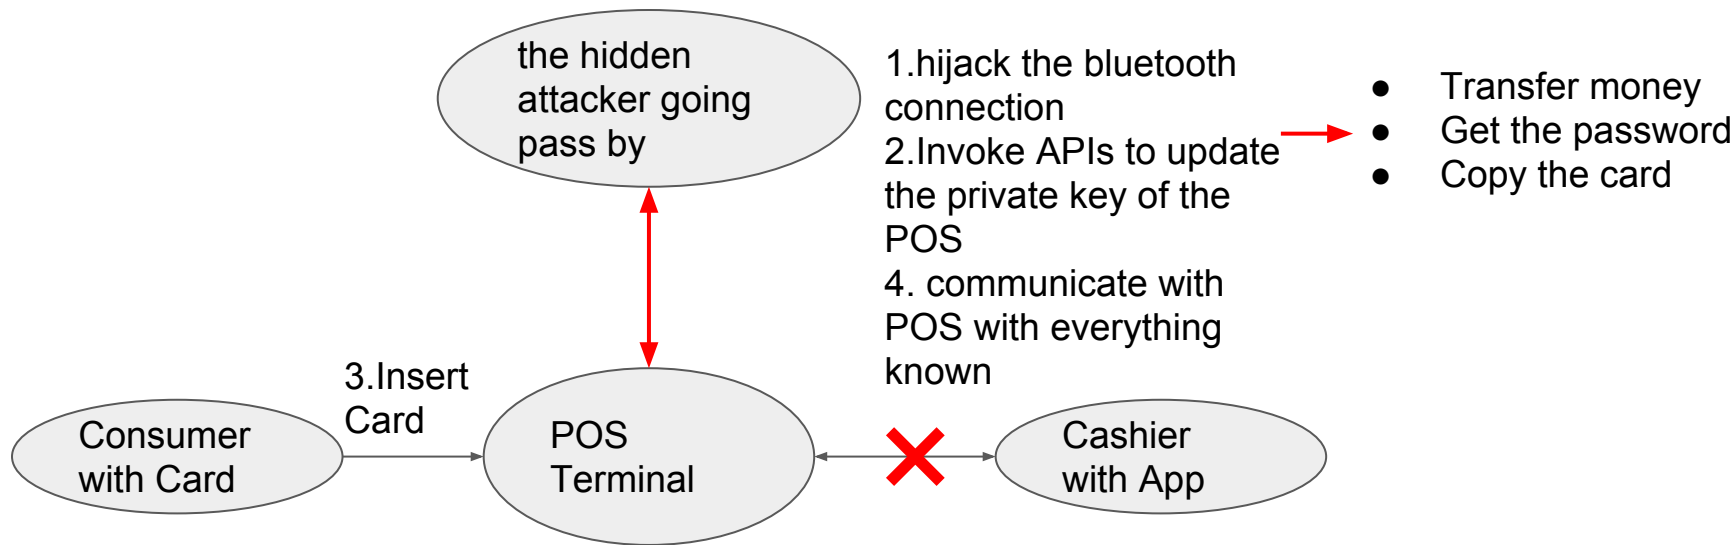 the hidden
attacker going
pass by
1.hijack the bluetooth
connection
2.Invoke APIs to update
the private key of the
POS
4. communicate with
POS with everything
known
● Transfer money
● Get the password
● Copy the card
3.Insert
Card
Consumer
with Card
POS
Terminal
Cashier
with App